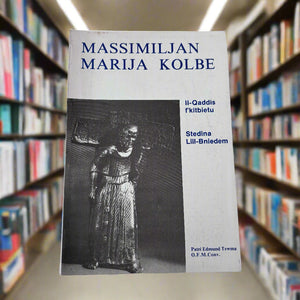 MASSIMILJAN
MARIJA KOLBE
Il-Qaddis
f'kitbietu
Stedina
Lill-Bniedem
Patri Edmund Teuma
O.F.M.Conv.